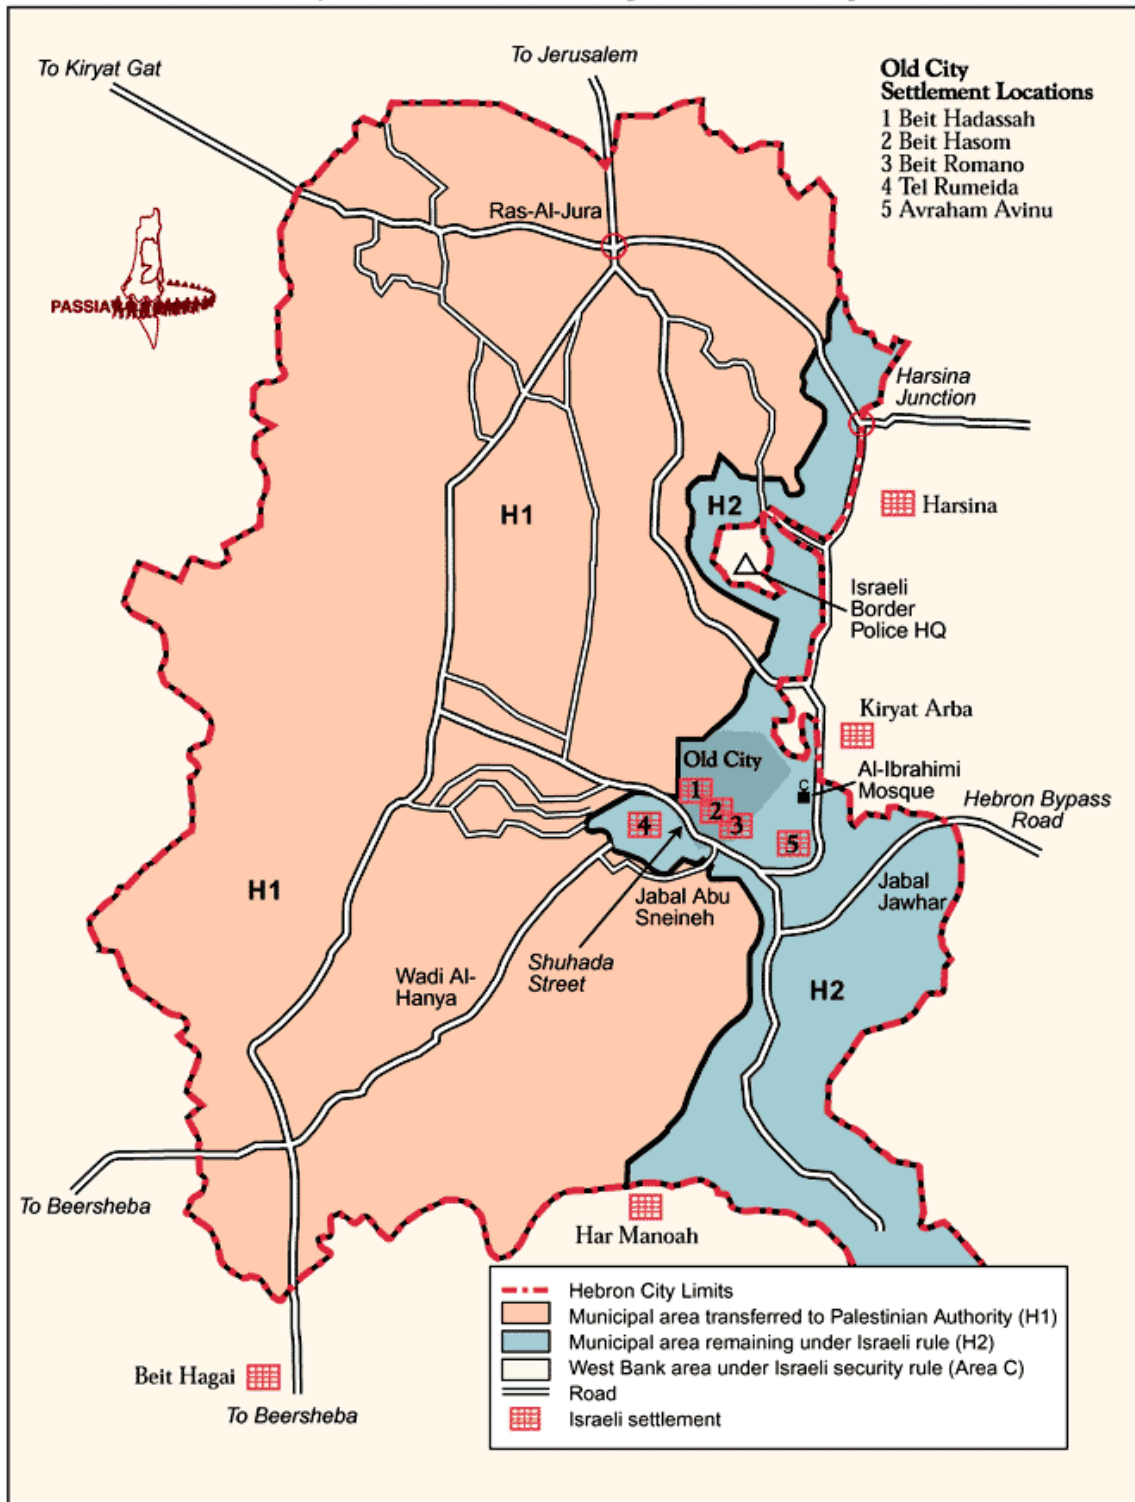 To Kiryat Gat
To Jerusalem
Old City
Settlement Locations
1 Beit Hadassah
2 Beit Hasom
3 Beit Romano
4 Tel Rumeida
5 Avraham Avinu
Ras-Al-Jura
PASSIA
Harsina
Junction
H1
H2
Harsina
Israeli
Border
Police HQ
Kiryat Arba
Old City
Al-Ibrahimi
Mosque
C
Hebron Bypass
Road
1
2
3
4
5
H1
Jabal Abu
Sneineh
Jabal
Jawhar
Shuhada
Street
Wadi Al-
Hanya
H2
To Beersheba
Har Manoah
Hebron City Limits
Municipal area transferred to Palestinian Authority (H1)
Municipal area remaining under Israeli rule (H2)
West Bank area under Israeli security rule (Area C)
Road
Israeli settlement
Beit Hagai
To Beersheba